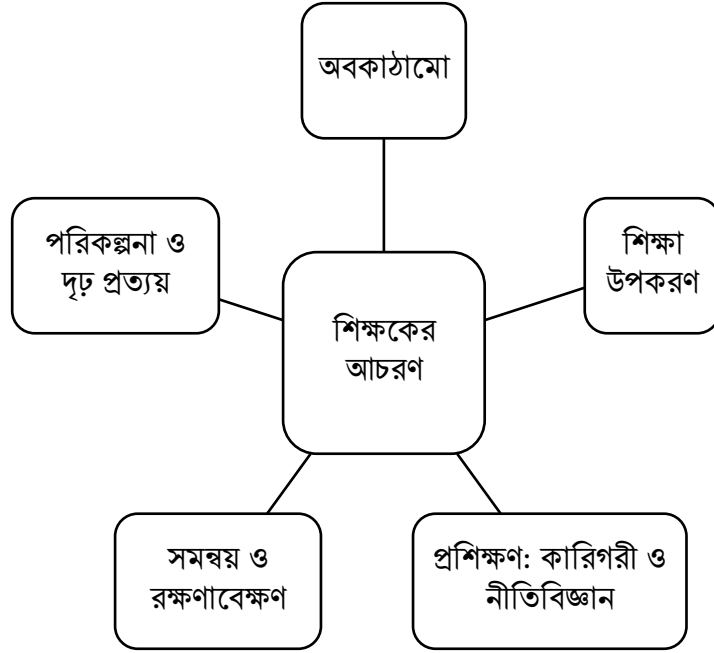 অবকাঠামো
পরিকল্পনা ও
দৃঢ় প্রত্যয়
শিক্ষা
উপকরণ
শিক্ষকের
আচরণ
সমন্বয় ও
রক্ষণাবেক্ষণ
প্রশিক্ষণ: কারিগরী ও
নীতিবিজ্ঞান